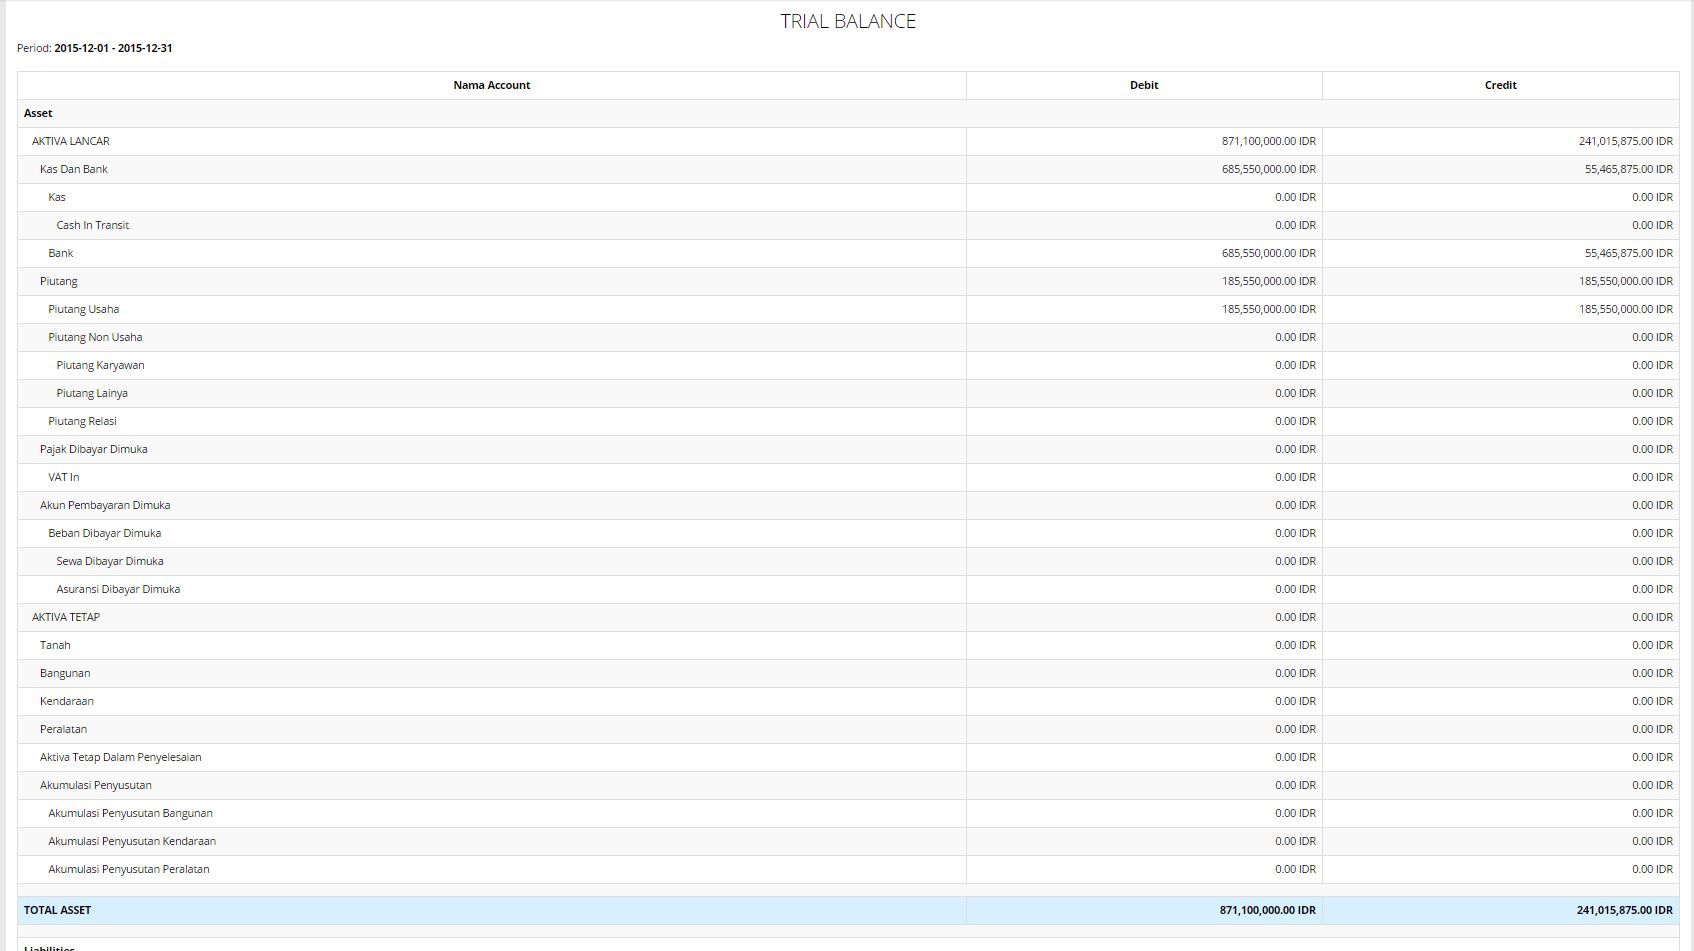 TRIAL BALANCE
Period: 2015-12-01 - 2015-12-31
Nama Account Debit Credit
Asset
AKTIVA LANCAR 871,100,000.00 IDR 241,015,875.00 IDR
Kas Dan Bank 685,550,000.00 IDR 55,465,875.00 IDR
Kas 0.00 IDR 0.00 IDR
Cash In Transit 0.00 IDR 0.00 IDR
Bank 685,550,000.00 IDR 55,465,875.00 IDR
Piutang 185,550,000.00 IDR 185,550,000.00 IDR
Piutang Usaha 185,550,000.00 IDR 185,550,000.00 IDR
Piutang Non Usaha 0.00 IDR 0.00 IDR
Piutang Karyawan 0.00 IDR 0.00 IDR
Piutang Lainya 0.00 IDR 0.00 IDR
Piutang Relasi 0.00 IDR 0.00 IDR
Pajak Dibayar Dimuka 0.00 IDR 0.00 IDR
VAT In 0.00 IDR 0.00 IDR
Akun Pembayaran Dimuka 0.00 IDR 0.00 IDR
Beban Dibayar Dimuka 0.00 IDR 0.00 IDR
Sewa Dibayar Dimuka 0.00 IDR 0.00 IDR
Asuransi Dibayar Dimuka 0.00 IDR 0.00 IDR
AKTIVA TETAP 0.00 IDR 0.00 IDR
Tanah 0.00 IDR 0.00 IDR
Bangunan 0.00 IDR 0.00 IDR
Kendaraan 0.00 IDR 0.00 IDR
Peralatan 0.00 IDR 0.00 IDR
Aktiva Tetap Dalam Penyelesaian 0.00 IDR 0.00 IDR
Akumulasi Penyusutan 0.00 IDR 0.00 IDR
Akumulasi Penyusutan Bangunan 0.00 IDR 0.00 IDR
Akumulasi Penyusutan Kendaraan 0.00 IDR 0.00 IDR
Akumulasi Penyusutan Peralatan 0.00 IDR 0.00 IDR
TOTAL ASSET 871,100,000.00 IDR 241,015,875.00 IDR
Liabilities